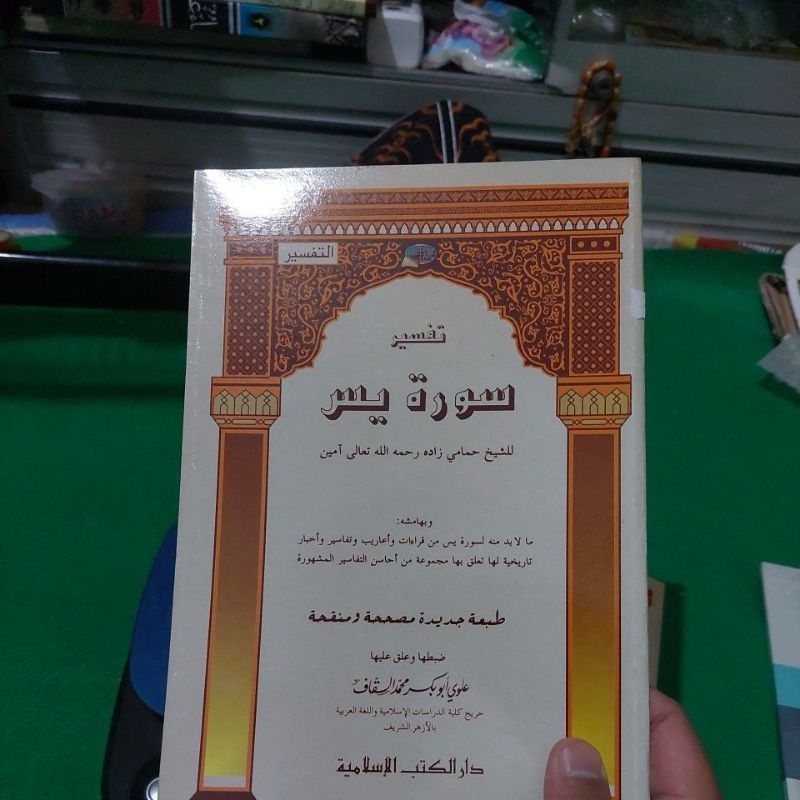 التفسير
تفسير
سورة يس
للشيخ حمامي زاده رحمه الله تعالى آمين
وبهامشه:
ما لابد منه لسورة يس من قراءات وأعاريب وتفاسير وأخبار
تاريخية لها تعلق بها مجموعة من أحاسن التفاسير المشهورة
طبعة جديدة مصححة ومنقحة
ضبطها وعلق عليها
علوي أبو بكر محمد السقاف
خريج كلية الدراسات الإسلامية واللغة العربية
بالأزهر الشريف
دار الكتب الإسلامية